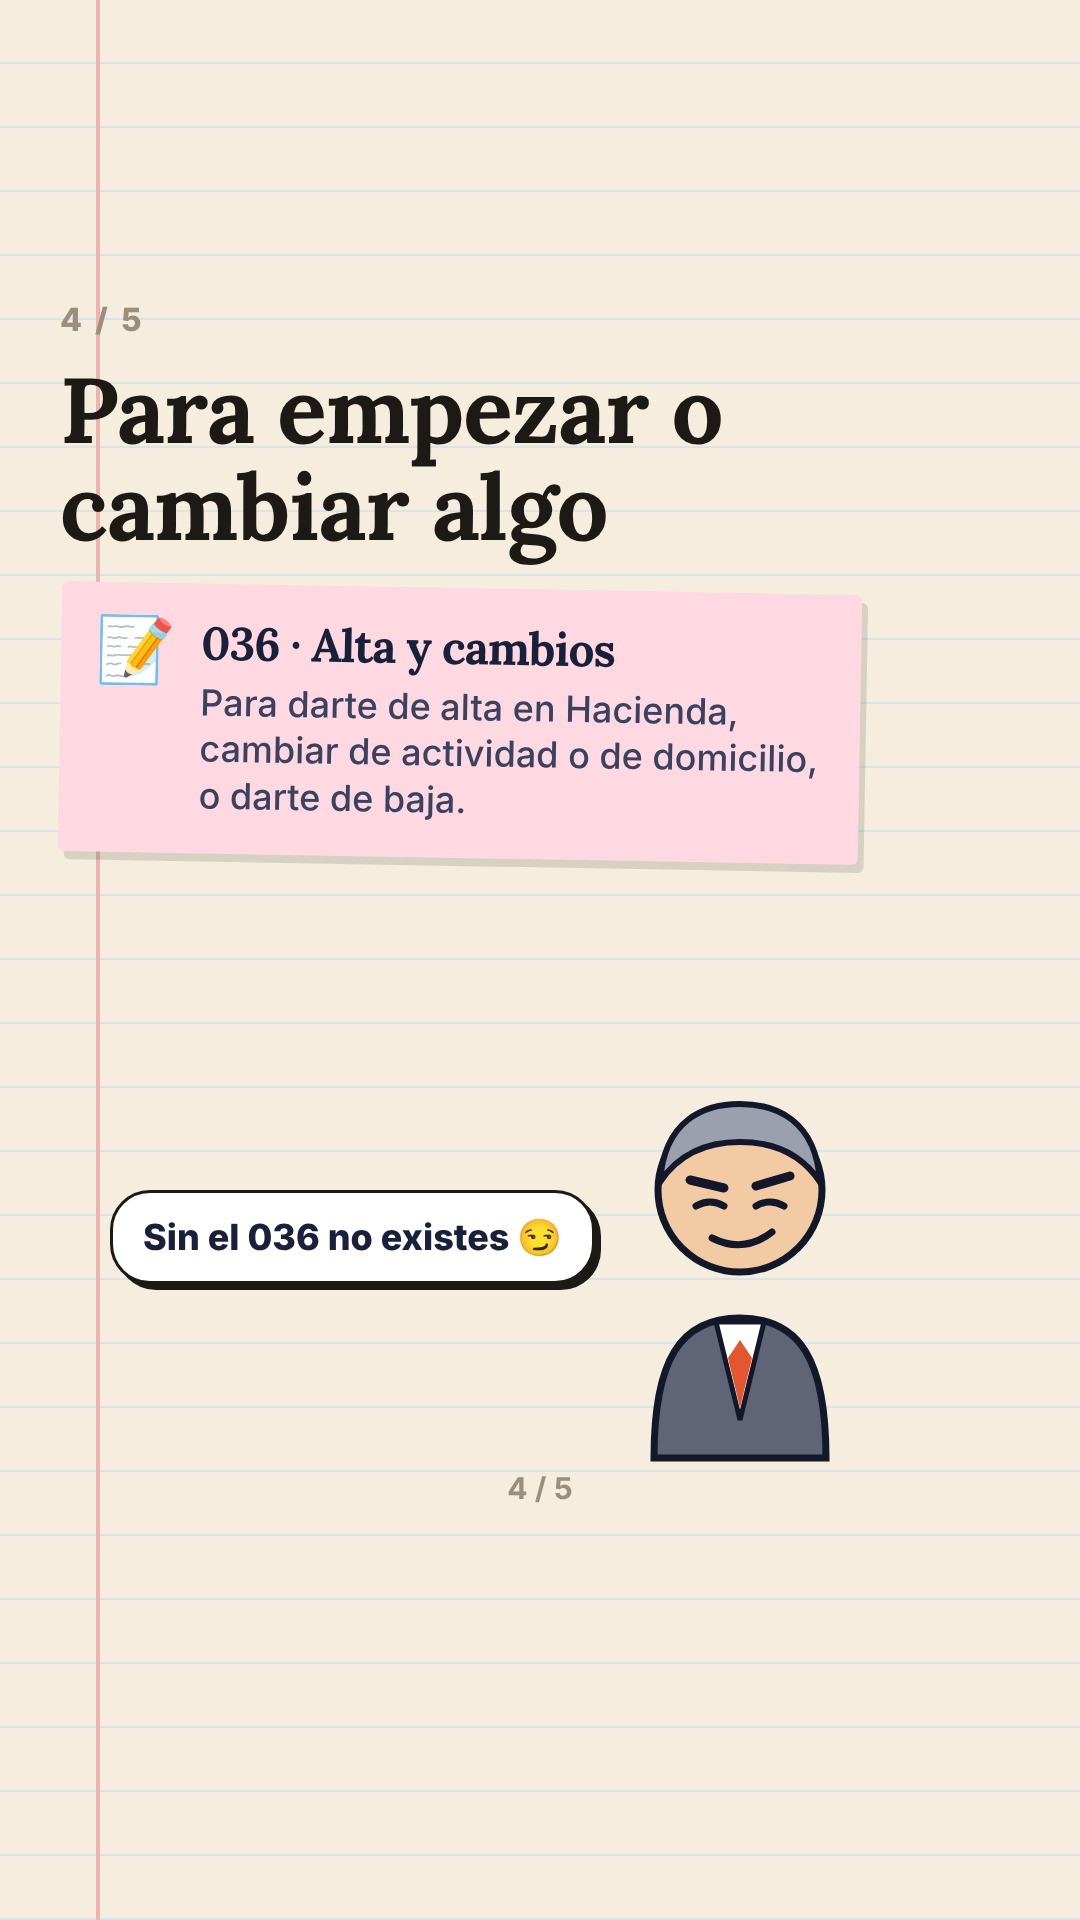 4 / 5
Para empezar o
cambiar algo
036 · Alta y cambios
Para darte de alta en Hacienda,
cambiar de actividad o de domicilio,
o darte de baja.
Sin el 036 no existes 😏
4 / 5